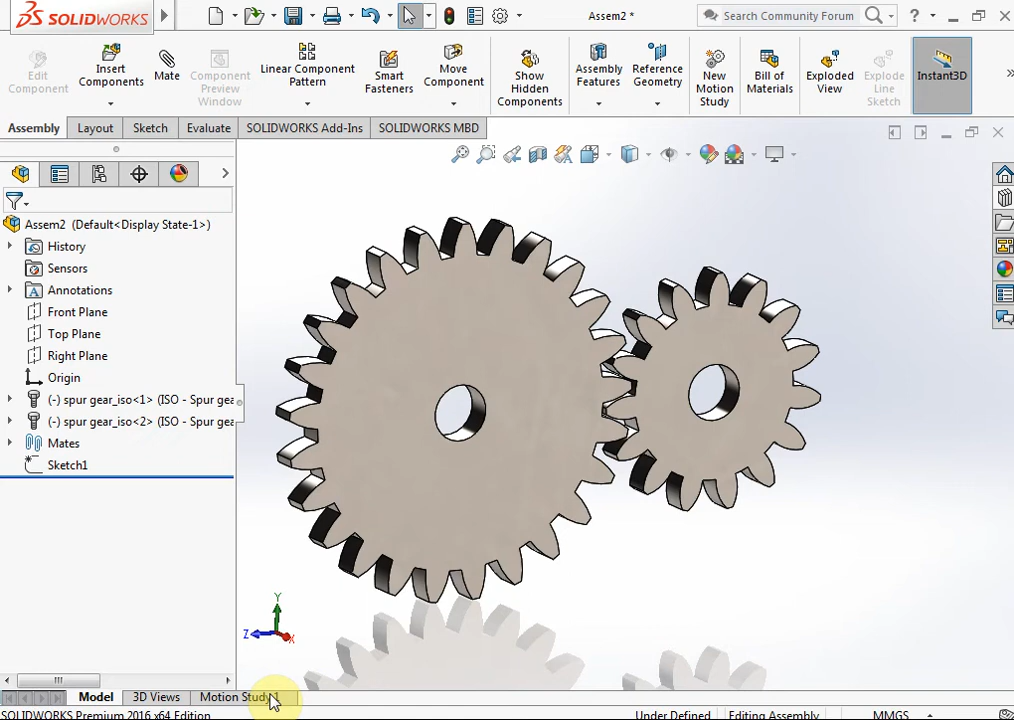 SOLIDWORKS
Assem2 *
Search Community Forum
?
Edit Component
Insert Components
Mate
Component Preview Window
Linear Component Pattern
Smart Fasteners
Move Component
Show Hidden Components
Assembly Features
Reference Geometry
New Motion Study
Bill of Materials
Exploded View
Explode Line Sketch
Instant3D
»
Assembly
Layout
Sketch
Evaluate
SOLIDWORKS Add-Ins
SOLIDWORKS MBD
Assem2 (Default<Display State-1>)
History
Sensors
Annotations
Front Plane
Top Plane
Right Plane
Origin
(-) spur gear_iso<1> (ISO - Spur gea
(-) spur gear_iso<2> (ISO - Spur gea
Mates
Sketch1
Y
Z
X
Model
3D Views
Motion Study 1
SOLIDWORKS Premium 2016 x64 Edition
Under Defined
Editing Assembly
MMGS